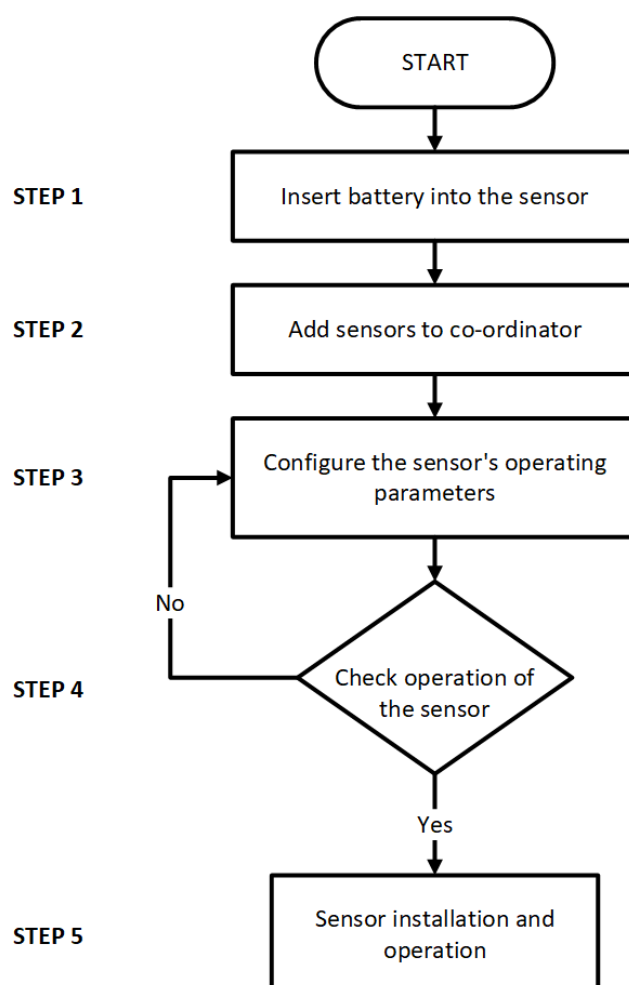 START
STEP 1
Insert battery into the sensor
STEP 2
Add sensors to co-ordinator
STEP 3
Configure the sensor's operating
parameters
No
STEP 4
Check operation of
the sensor
Yes
STEP 5
Sensor installation and
operation